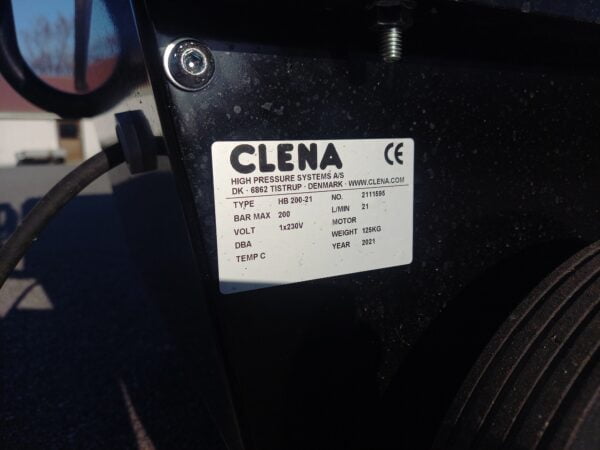 CLENA CE
HIGH PRESSURE SYSTEMS A/S
DK - 6862 TISTRUP - DENMARK - WWW.CLENA.COM
TYPE HB 200-21 NO. 2111595
BAR MAX 200 L/MIN 21
VOLT 1x230V MOTOR
DBA WEIGHT 125KG
TEMP C YEAR 2021